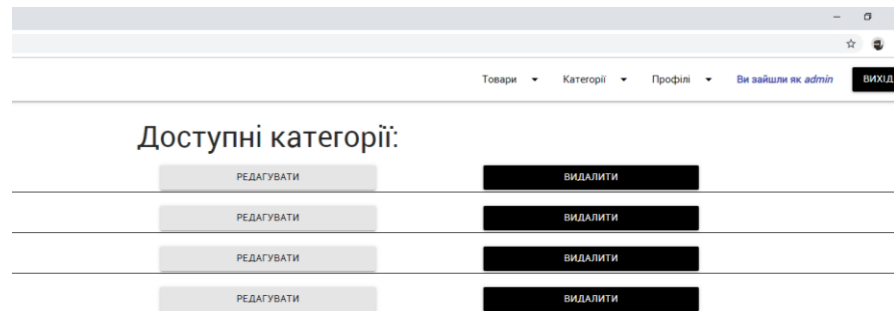 Товари Категорії Профілі Ви зайшли як admin ВИХІД
Доступні категорії:
РЕДАГУВАТИ ВИДАЛИТИ
РЕДАГУВАТИ ВИДАЛИТИ
РЕДАГУВАТИ ВИДАЛИТИ
РЕДАГУВАТИ ВИДАЛИТИ